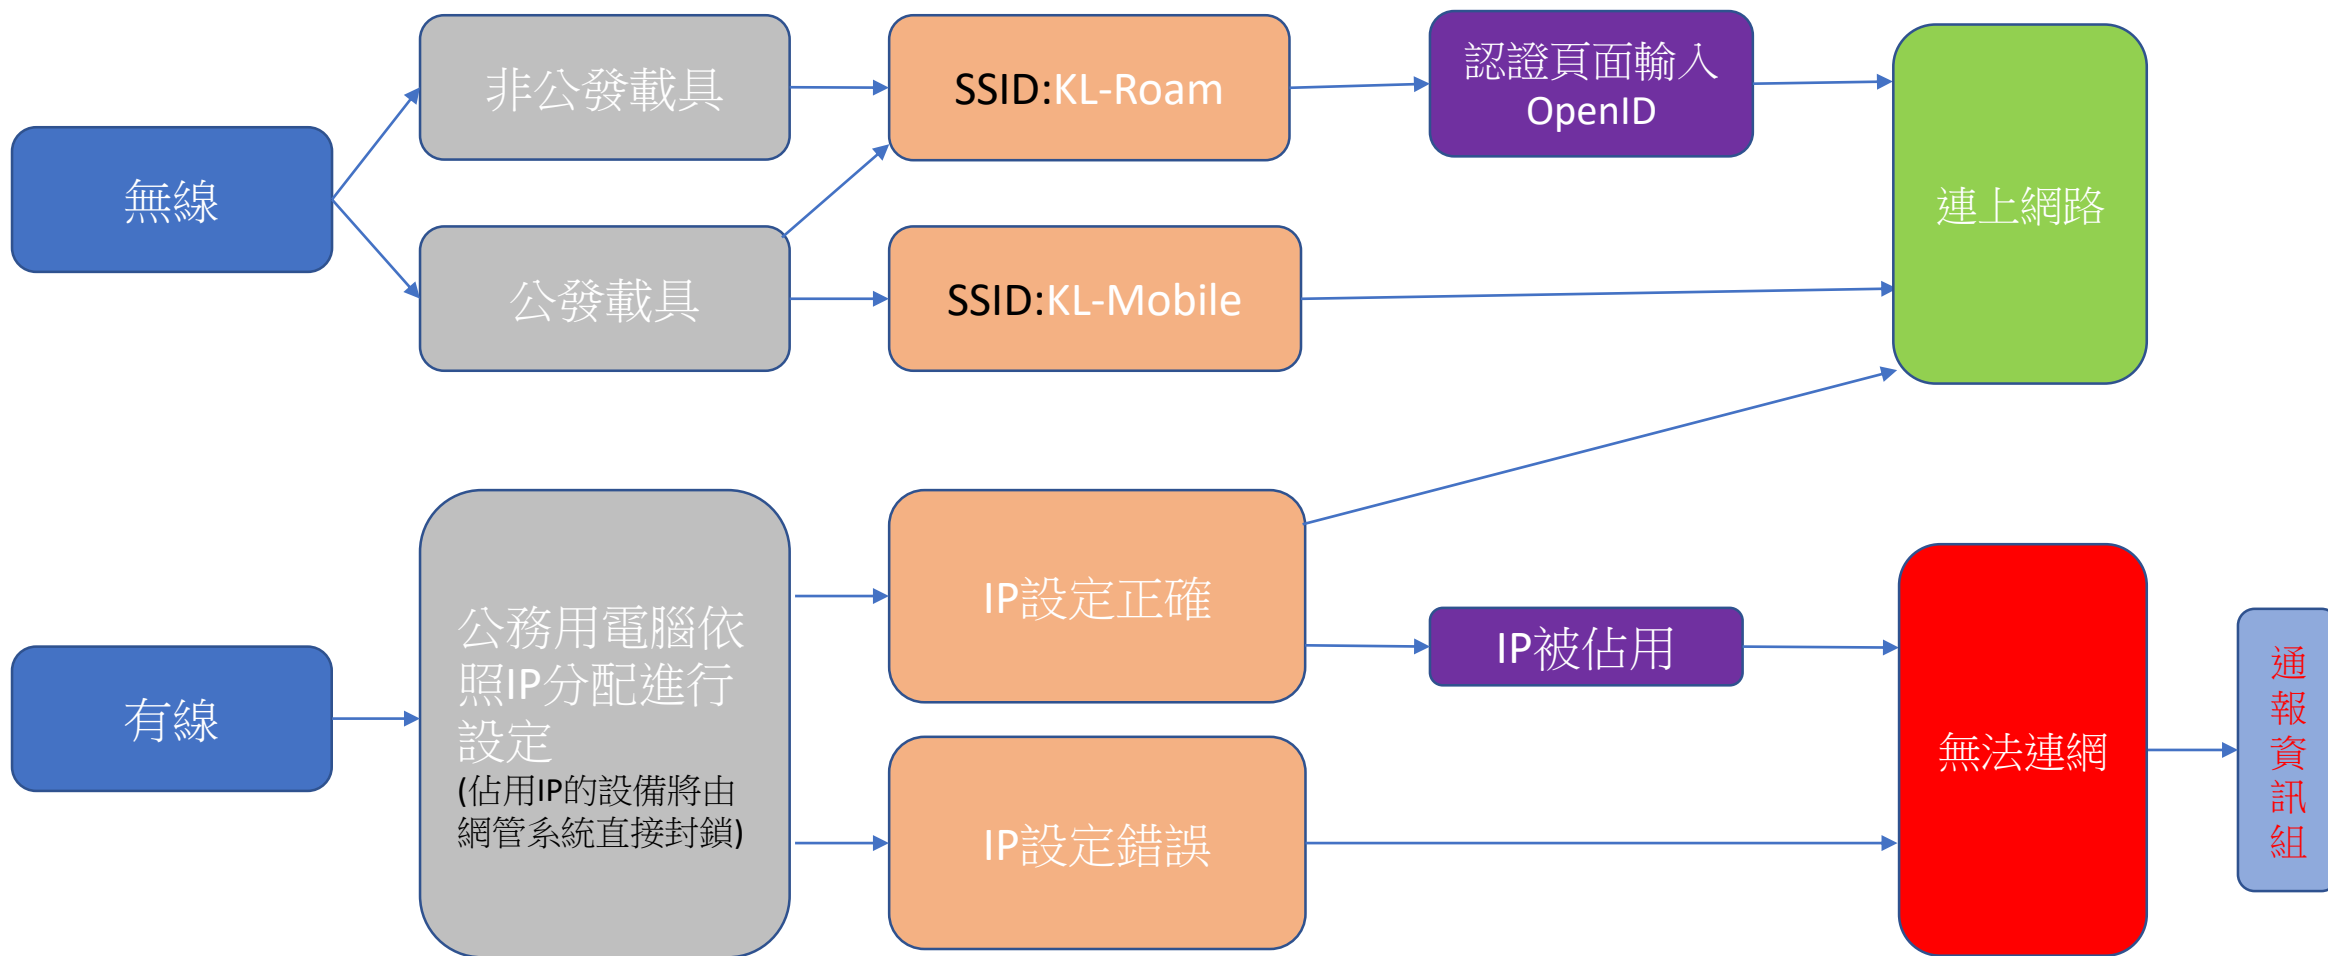 無線
非公發載具
SSID:KL-Roam
認證頁面輸入
OpenID
連上網路
公發載具
SSID:KL-Mobile
有線
公務用電腦依
照IP分配進行
設定
(佔用IP的設備將由
網管系統直接封鎖)
IP設定正確
IP被佔用
IP設定錯誤
無法連網
通
報
資
訊
組